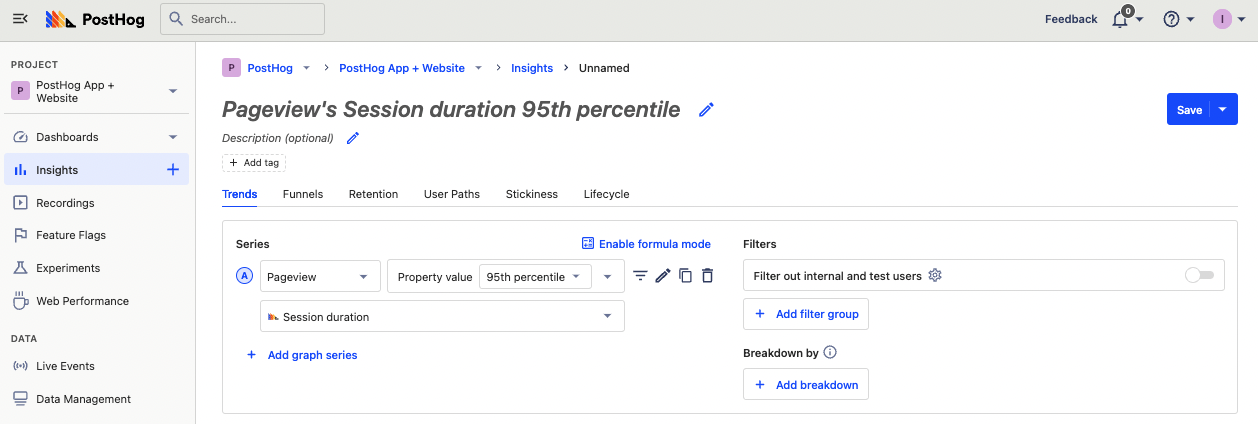 PostHog
Search...
Feedback
0
I
PROJECT
P
PostHog App +
Website
Dashboards
Insights
Recordings
Feature Flags
Experiments
Web Performance
DATA
Live Events
Data Management
P PostHog PostHog App + Website Insights Unnamed
Pageview's Session duration 95th percentile
Save
Description (optional)
+ Add tag
Trends Funnels Retention User Paths Stickiness Lifecycle
Series
Enable formula mode
A Pageview Property value 95th percentile
Session duration
+ Add graph series
Filters
Filter out internal and test users
+ Add filter group
Breakdown by
+ Add breakdown